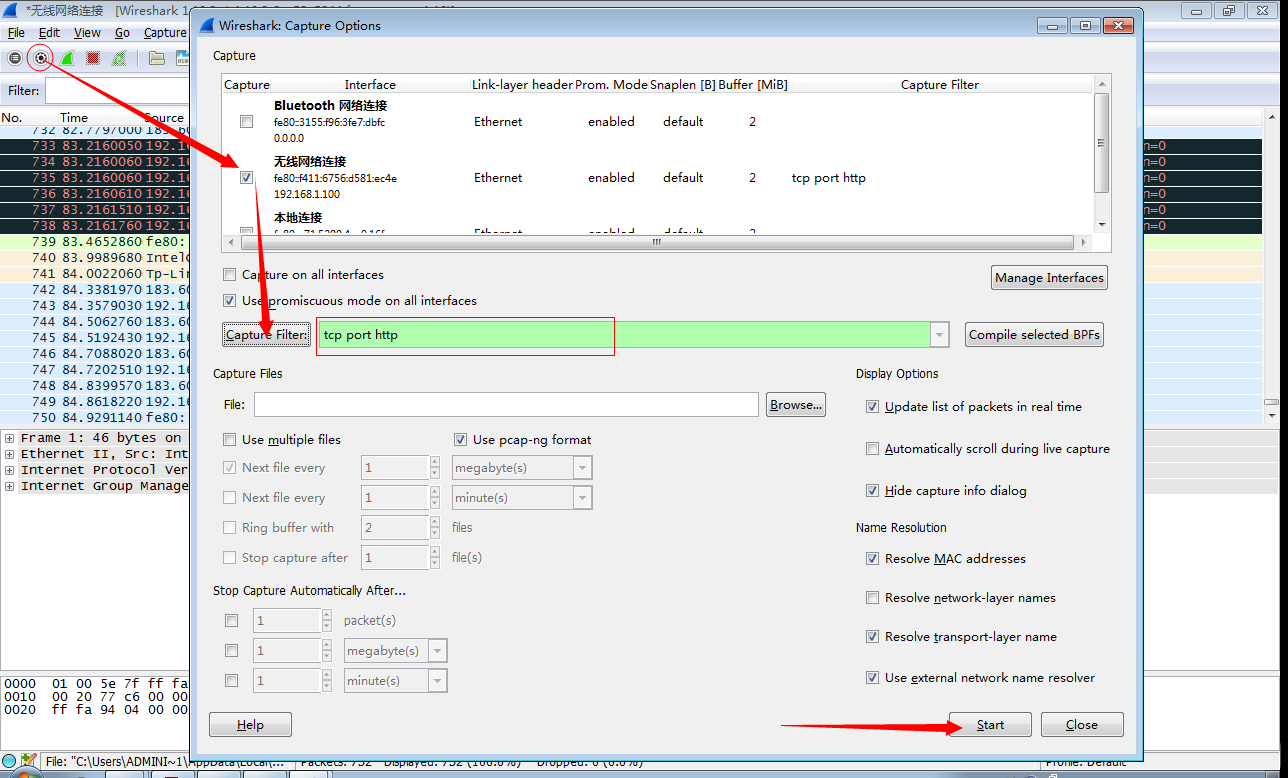 *无线网络连接 [Wireshark 1
Wireshark: Capture Options
File Edit View Go Capture
Filter:
No. Time Source
732 82.7797000 183.60
733 83.2160050 192.16
734 83.2160060 192.16
735 83.2160060 192.16
736 83.2160610 192.16
737 83.2161510 192.16
738 83.2161760 192.16
739 83.4652860 fe80:
740 83.9989680 IntelC
741 84.0022060 Tp-Lin
742 84.3381970 183.60
743 84.3579030 192.16
744 84.5062760 183.60
745 84.5192430 192.16
746 84.7088020 183.60
747 84.7202510 192.16
748 84.8399570 183.60
749 84.8618220 192.16
750 84.9291140 fe80:
n=0
n=0
n=0
n=0
n=0
n=0
Frame 1: 46 bytes on
Ethernet II, Src: Int
Internet Protocol Ver
Internet Group Manage
0000 01 00 5e 7f ff fa
0010 00 20 77 c6 00 00
0020 ff fa 94 04 00 00
Capture
Capture Interface Link-layer header Prom. Mode Snaplen [B] Buffer [MiB] Capture Filter
Bluetooth 网络连接
fe80::3155:f96:3fe7:dbfc Ethernet enabled default 2
0.0.0.0
无线网络连接
fe80::f411:6756:d581:ec4e Ethernet enabled default 2 tcp port http
192.168.1.100
本地连接
Ethernet enabled default 2
Capture on all interfaces
Manage Interfaces
Use promiscuous mode on all interfaces
Capture Filter: tcp port http Compile selected BPFs
Capture Files
File: Browse...
Use multiple files Use pcap-ng format
Next file every 1 megabyte(s)
Next file every 1 minute(s)
Ring buffer with 2 files
Stop capture after 1 file(s)
Stop Capture Automatically After...
1 packet(s)
1 megabyte(s)
1 minute(s)
Display Options
Update list of packets in real time
Automatically scroll during live capture
Hide capture info dialog
Name Resolution
Resolve MAC addresses
Resolve network-layer names
Resolve transport-layer name
Use external network name resolver
Help Start Close
File: "C:\Users\ADMINI~1\AppData\Local\... Packets: 752 Displayed: 752 (100.0%) Dropped: 0 (0.0%) Profile: Default